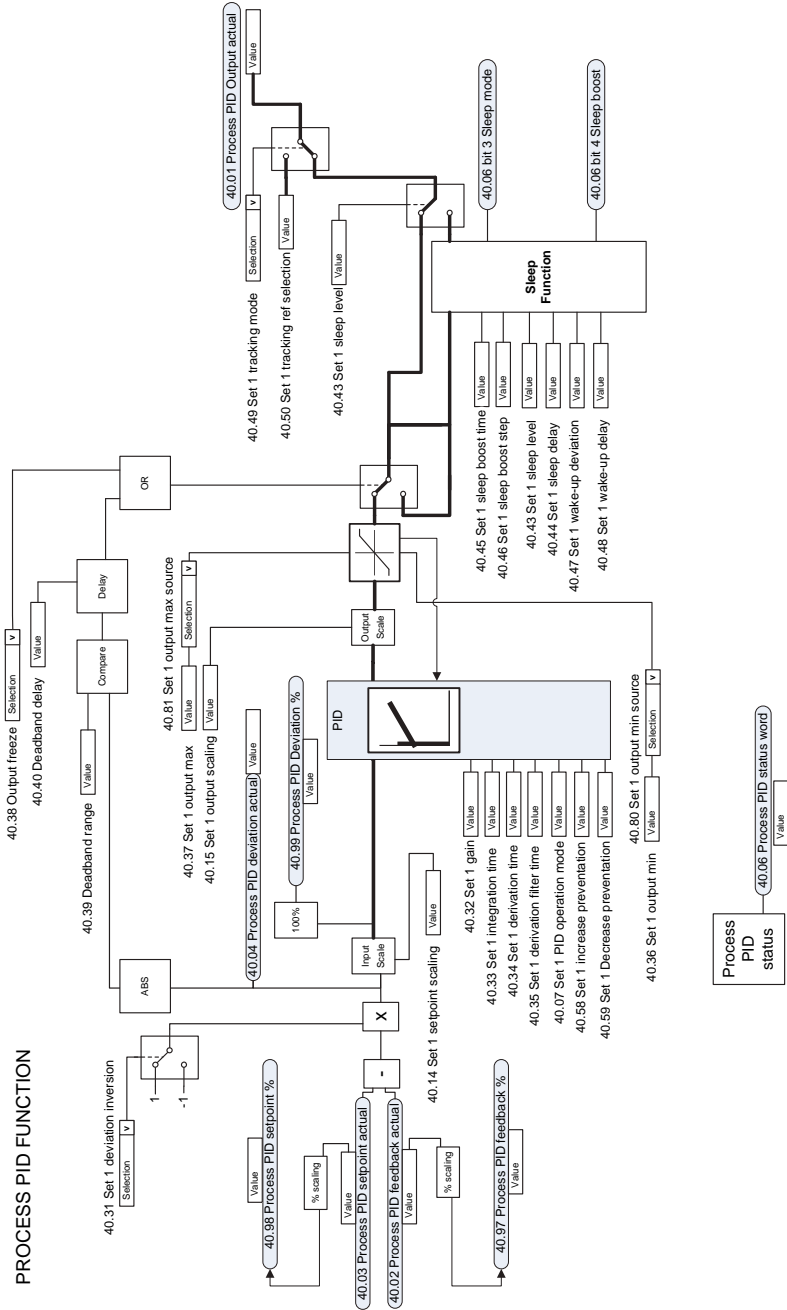 PROCESS PID FUNCTION
40.31 Set 1 deviation inversion
Selection v
1
-1
Value
40.98 Process PID setpoint %
% scaling
40.03 Process PID setpoint actual
Value
-
X
40.02 Process PID feedback actual
Value
% scaling
40.97 Process PID feedback %
Value
ABS
40.04 Process PID deviation actual
Value
Input Scale
40.14 Set 1 setpoint scaling
Value
100%
40.99 Process PID Deviation %
Value
40.38 Output freeze
Selection v
40.40 Deadband delay
Value
40.39 Deadband range
Value
Compare
Delay
OR
40.81 Set 1 output max source
40.37 Set 1 output max
Value
Selection v
40.15 Set 1 output scaling
Value
PID
Output Scale
40.32 Set 1 gain
Value
40.33 Set 1 integration time
Value
40.34 Set 1 derivation time
Value
40.35 Set 1 derivation filter time
Value
40.07 Set 1 PID operation mode
Value
40.58 Set 1 increase preventation
Value
40.59 Set 1 Decrease preventation
Value
40.80 Set 1 output min source
40.36 Set 1 output min
Value
Selection v
40.49 Set 1 tracking mode
Selection v
40.50 Set 1 tracking ref selection
Value
40.43 Set 1 sleep level
Value
40.01 Process PID Output actual
Value
40.45 Set 1 sleep boost time
Value
40.46 Set 1 sleep boost step
Value
40.43 Set 1 sleep level
Value
40.44 Set 1 sleep delay
Value
40.47 Set 1 wake-up deviation
Value
40.48 Set 1 wake-up delay
Value
Sleep
Function
40.06 bit 3 Sleep mode
40.06 bit 4 Sleep boost
Process
PID
status
40.06 Process PID status word
Value